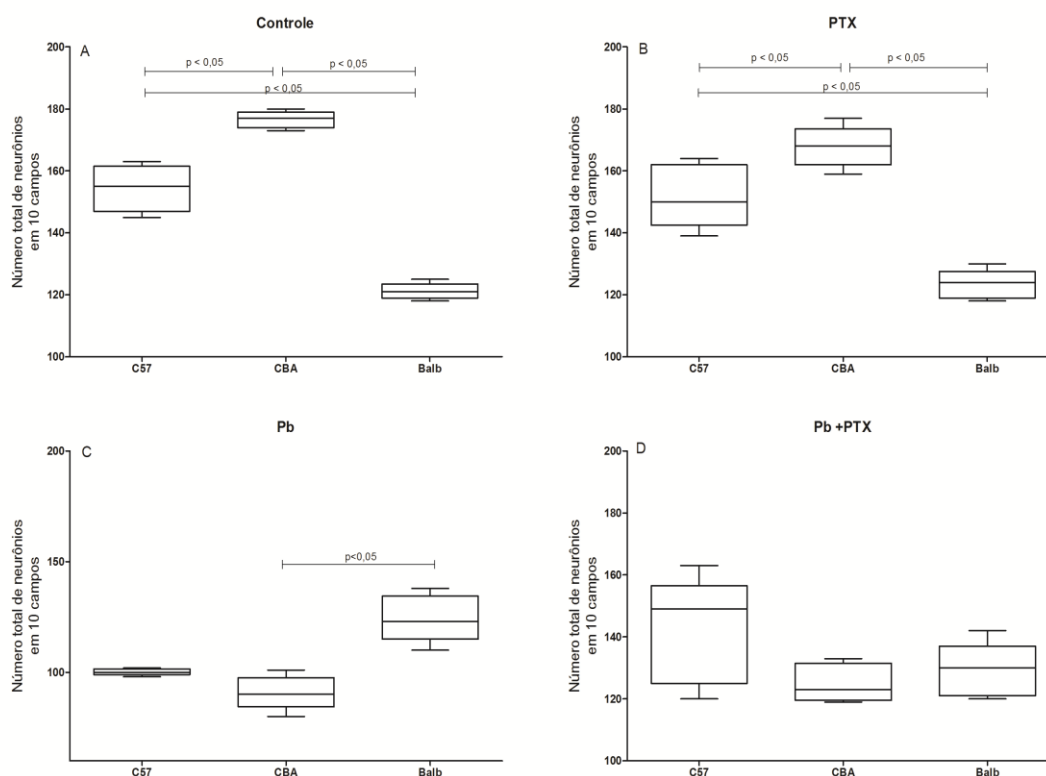 Controle
A
Número total de neurônios
em 10 campos
200
180
160
140
120
100
p < 0,05
p < 0,05
p < 0,05
C57
CBA
Balb
PTX
B
Número total de neurônios
em 10 campos
200
180
160
140
120
100
p < 0,05
p < 0,05
p < 0,05
C57
CBA
Balb
Pb
C
Número total de neurônios
em 10 campos
200
150
100
p<0,05
C57
CBA
Balb
Pb +PTX
D
Número total de neurônios
em 10 campos
200
180
160
140
120
100
C57
CBA
Balb